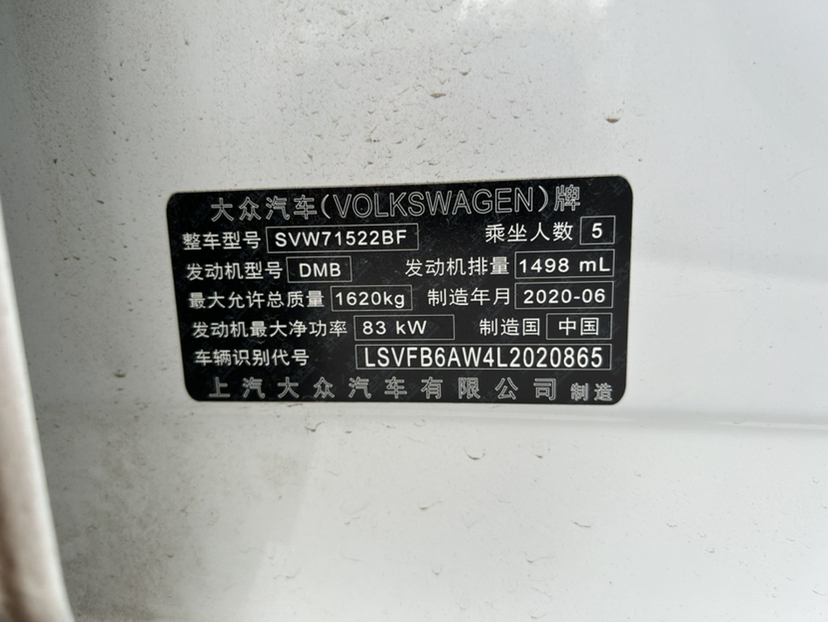 大众汽车(VOLKSWAGEN)牌
整车型号 SVW71522BF 乘坐人数 5
发动机型号 DMB 发动机排量 1498 mL
最大允许总质量 1620kg 制造年月 2020-06
发动机最大净功率 83 kW 制造国 中国
车辆识别代号 LSVFB6AW4L2020865
上汽大众汽车有限公司 制造